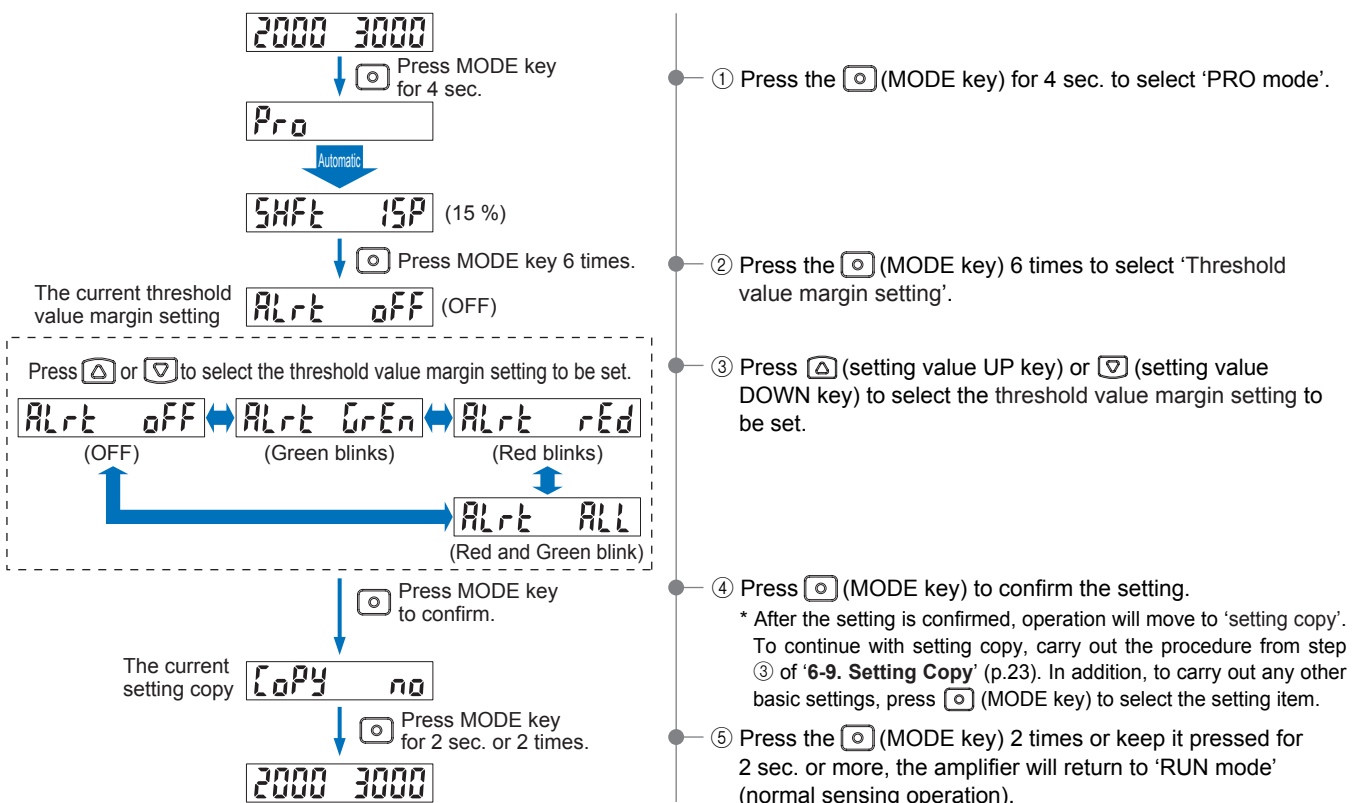 2000 3000
Press MODE key
for 4 sec.
Pro
Automatic
SHFt 15P (15 %)
Press MODE key 6 times.
The current threshold
value margin setting
ALrt oFF (OFF)
Press or to select the threshold value margin setting to be set.
ALrt oFF ALrt GrEn ALrt rEd
(OFF) (Green blinks) (Red blinks)
ALrt ALL
(Red and Green blink)
Press MODE key
to confirm.
The current
setting copy
CoPY no
Press MODE key
for 2 sec. or 2 times.
2000 3000
① Press the (MODE key) for 4 sec. to select ‘PRO mode’.
② Press the (MODE key) 6 times to select ‘Threshold
value margin setting’.
③ Press (setting value UP key) or (setting value
DOWN key) to select the threshold value margin setting to
be set.
④ Press (MODE key) to confirm the setting.
* After the setting is confirmed, operation will move to ‘setting copy’.
To continue with setting copy, carry out the procedure from step
③ of ‘6-9. Setting Copy’ (p.23). In addition, to carry out any other
basic settings, press (MODE key) to select the setting item.
⑤ Press the (MODE key) 2 times or keep it pressed for
2 sec. or more, the amplifier will return to ‘RUN mode’
(normal sensing operation).